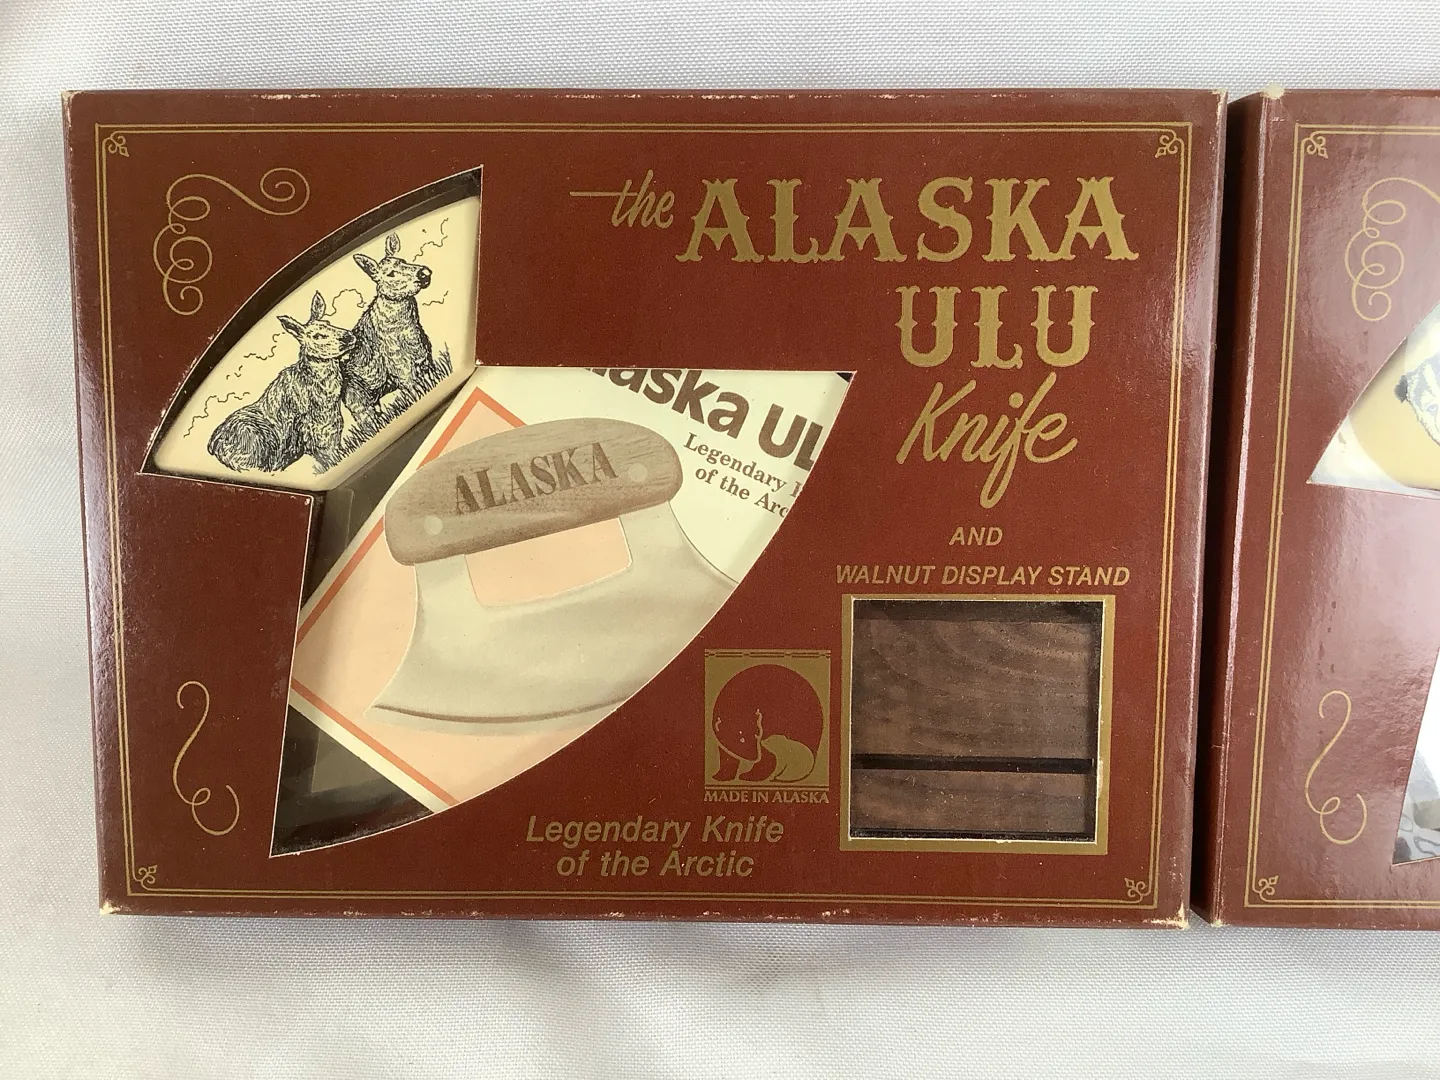 the ALASKA
ULU
Knife
AND
WALNUT DISPLAY STAND
MADE IN ALASKA
Legendary Knife
of the Arctic
laska UL
Legendary
of the Arc
ALASKA